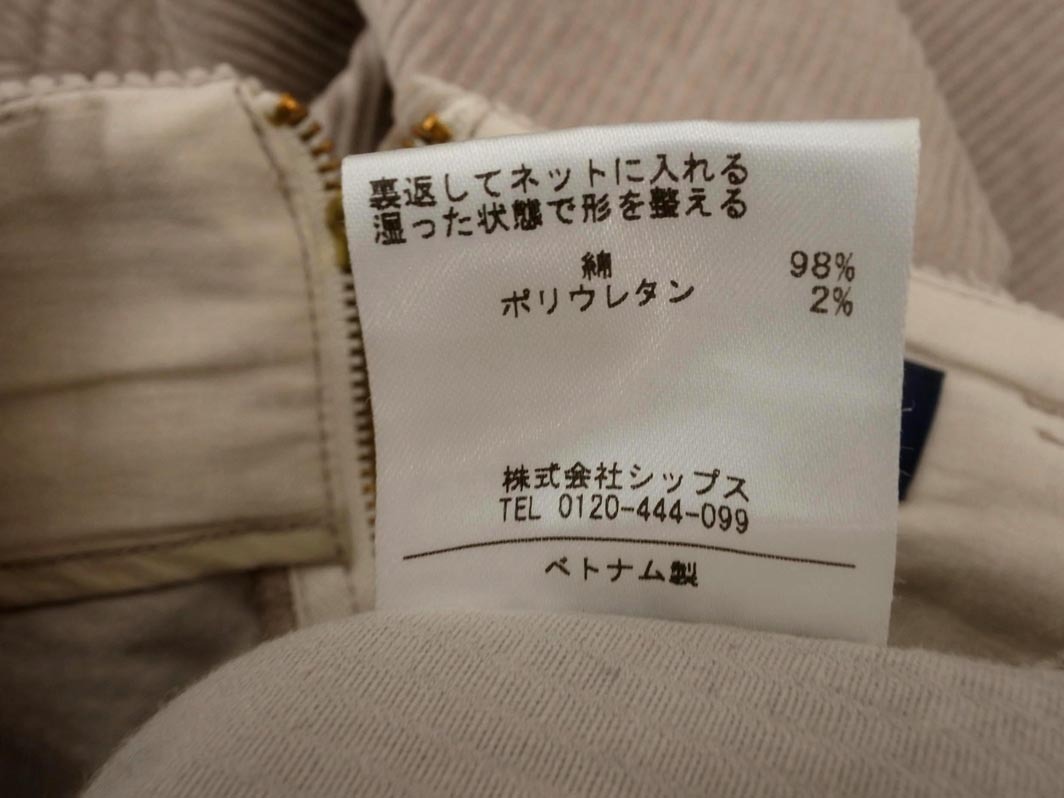 裏返してネットに入れる
湿った状態で形を整える
綿 98%
ポリウレタン 2%
株式会社シップス
TEL 0120-444-099
ベトナム製